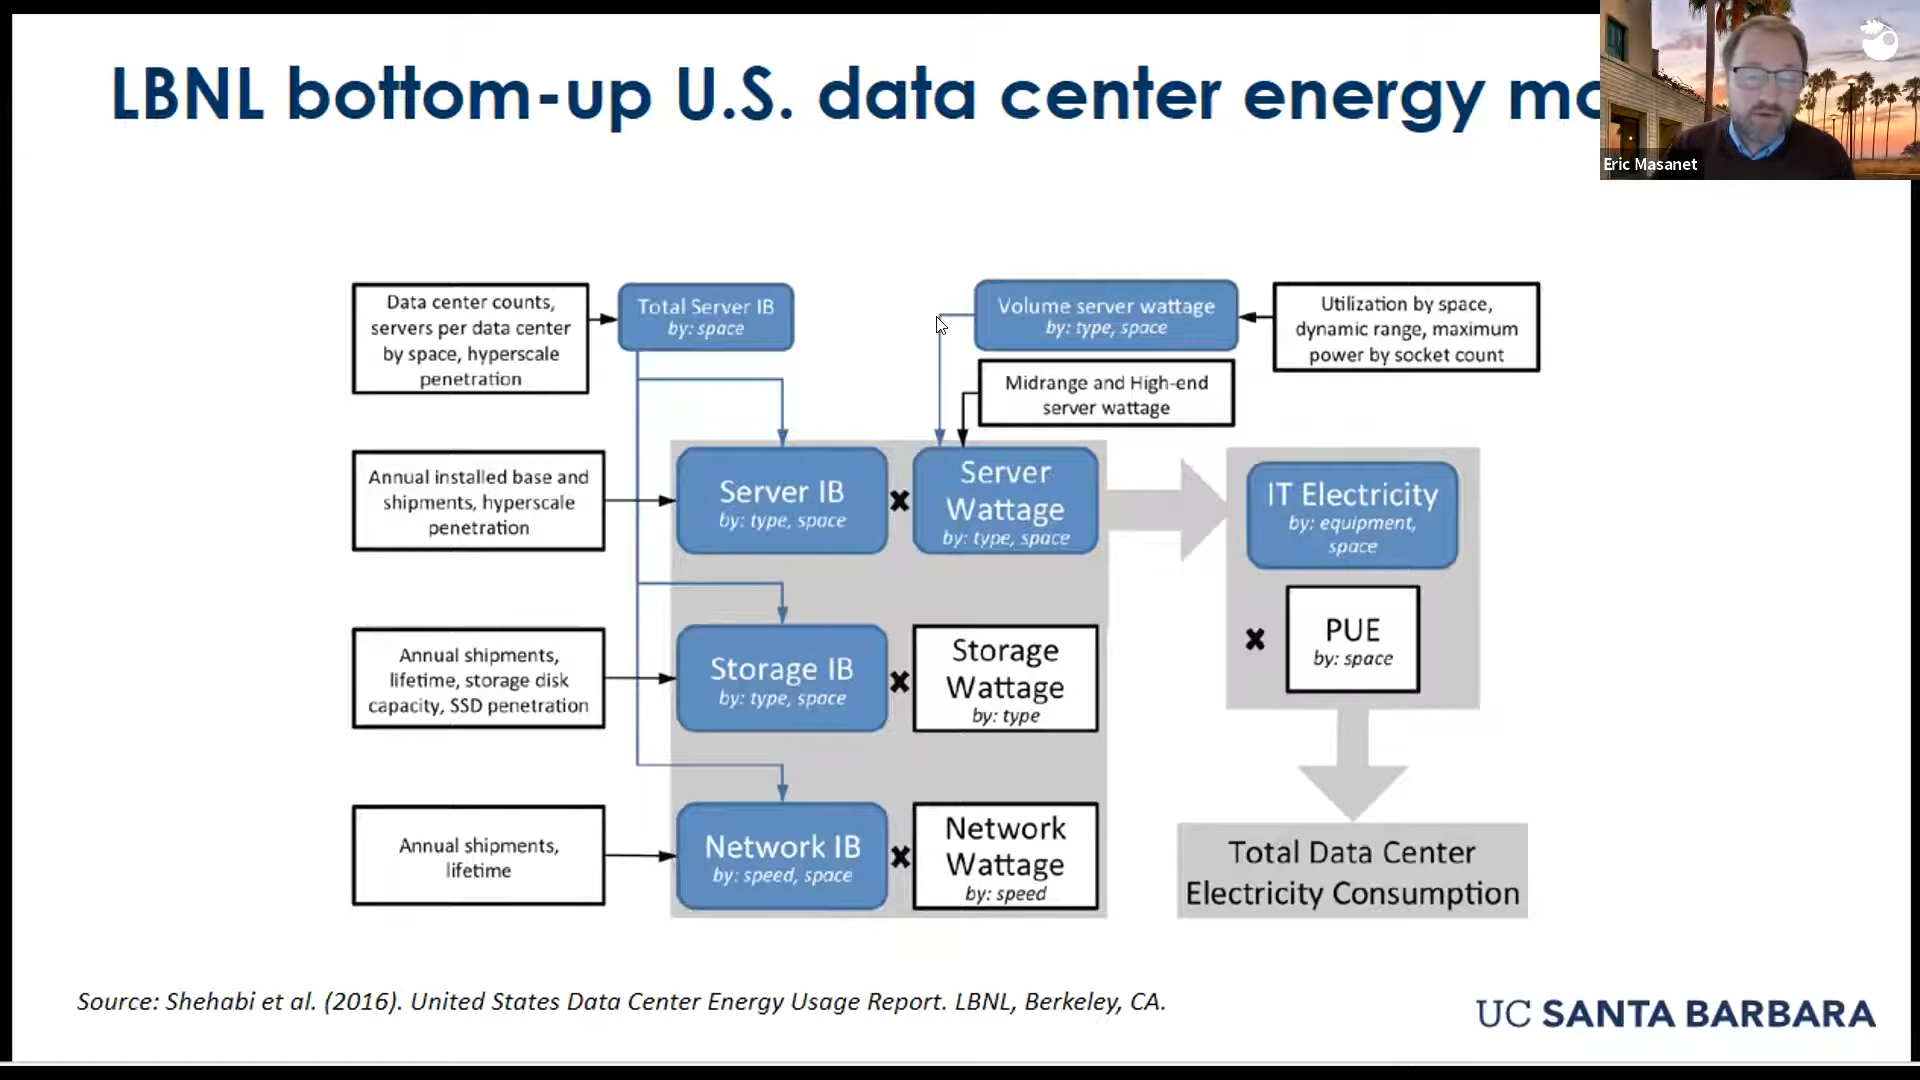 LBNL bottom-up U.S. data center energy
Eric Masanet
Data center counts,
servers per data center
by space, hyperscale
penetration
Total Server IB
by: space
Volume server wattage
by: type, space
Utilization by space,
dynamic range, maximum
power by socket count
Midrange and High-end
server wattage
Annual installed base and
shipments, hyperscale
penetration
Server IB
by: type, space
×
Server
Wattage
by: type, space
IT Electricity
by: equipment,
space
×
PUE
by: space
Annual shipments,
lifetime, storage disk
capacity, SSD penetration
Storage IB
by: type, space
×
Storage
Wattage
by: type
Annual shipments,
lifetime
Network IB
by: speed, space
×
Network
Wattage
by: speed
Total Data Center
Electricity Consumption
Source: Shehabi et al. (2016). United States Data Center Energy Usage Report. LBNL, Berkeley, CA.
UC SANTA BARBARA